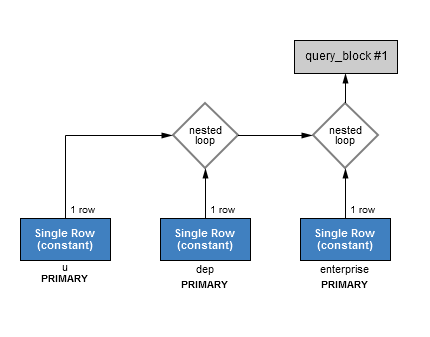 query_block #1
nested
loop
nested
loop
1 row
1 row
1 row
Single Row
(constant)
Single Row
(constant)
Single Row
(constant)
u
dep
enterprise
PRIMARY
PRIMARY
PRIMARY